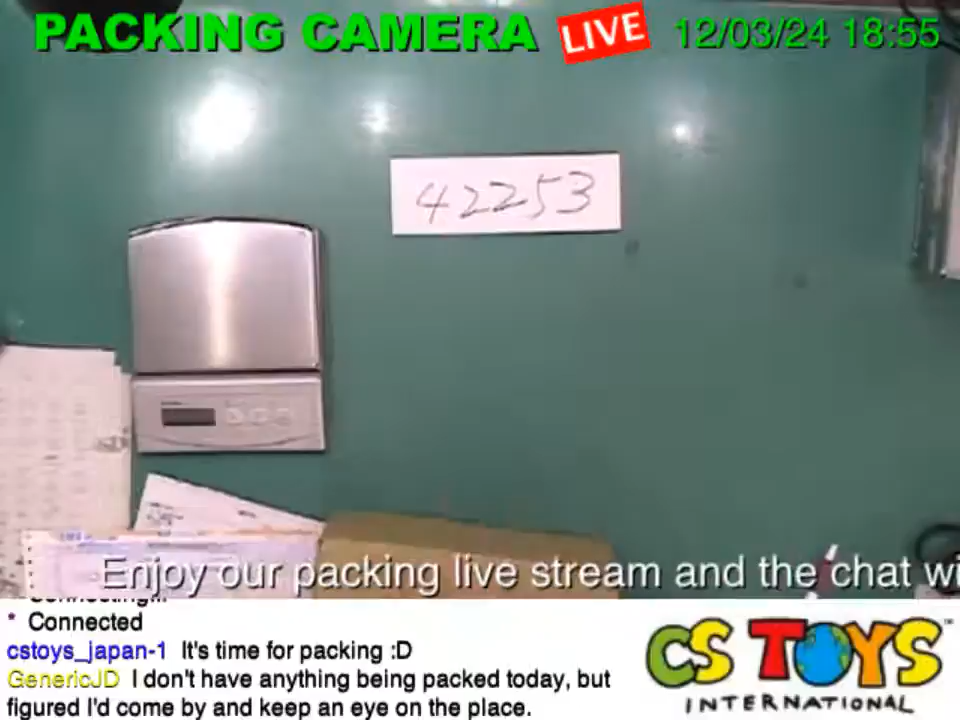 PACKING CAMERA LIVE 12/03/24 18:55
42253
Enjoy our packing live stream and the chat wi
* Connected
cstoys_japan-1 It's time for packing :D
GenericJD I don't have anything being packed today, but
figured I'd come by and keep an eye on the place.
CS TOYS™
INTERNATIONAL